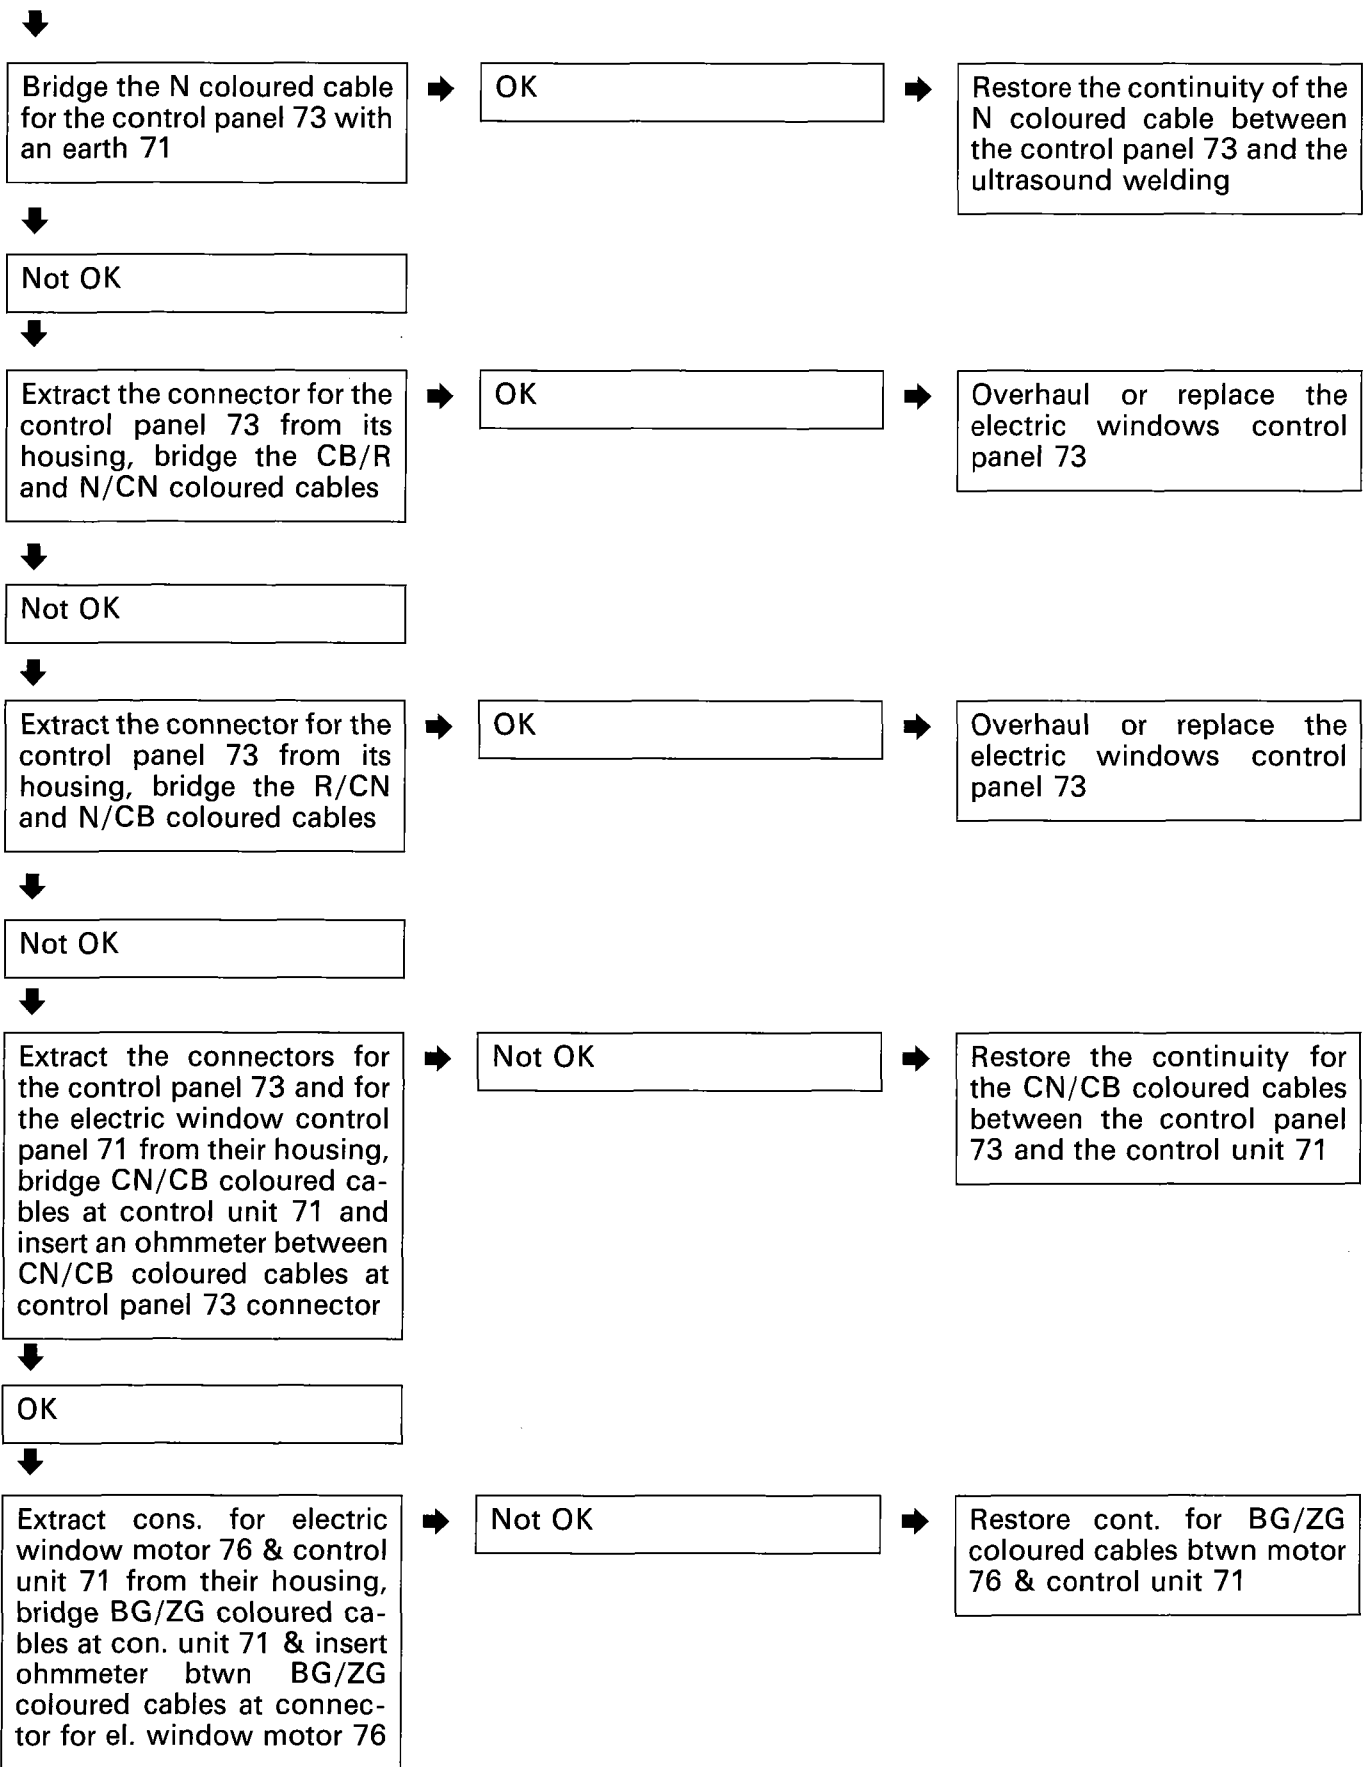 Bridge the N coloured cable
for the control panel 73 with
an earth 71
OK
Restore the continuity of the
N coloured cable between
the control panel 73 and the
ultrasound welding
Not OK
Extract the connector for the
control panel 73 from its
housing, bridge the CB/R
and N/CN coloured cables
OK
Overhaul or replace the
electric windows control
panel 73
Not OK
Extract the connector for the
control panel 73 from its
housing, bridge the R/CN
and N/CB coloured cables
OK
Overhaul or replace the
electric windows control
panel 73
Not OK
Extract the connectors for
the control panel 73 and for
the electric window control
panel 71 from their housing,
bridge CN/CB coloured ca-
bles at control unit 71 and
insert an ohmmeter between
CN/CB coloured cables at
control panel 73 connector
Not OK
Restore the continuity for
the CN/CB coloured cables
between the control panel
73 and the control unit 71
OK
Extract cons. for electric
window motor 76 & control
unit 71 from their housing,
bridge BG/ZG coloured ca-
bles at con. unit 71 & insert
ohmmeter btwn BG/ZG
coloured cables at connec-
tor for el. window motor 76
Not OK
Restore cont. for BG/ZG
coloured cables btwn motor
76 & control unit 71